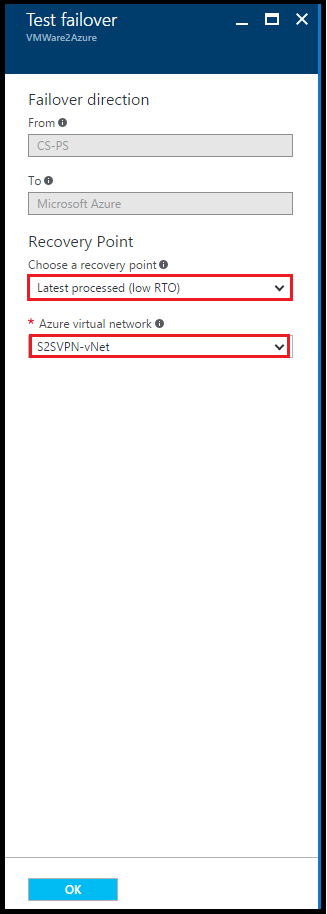 Test failover
VMWare2Azure
Failover direction
From
CS-PS
To
Microsoft Azure
Recovery Point
Choose a recovery point
Latest processed (low RTO)
* Azure virtual network
S2SVPN-vNet
OK